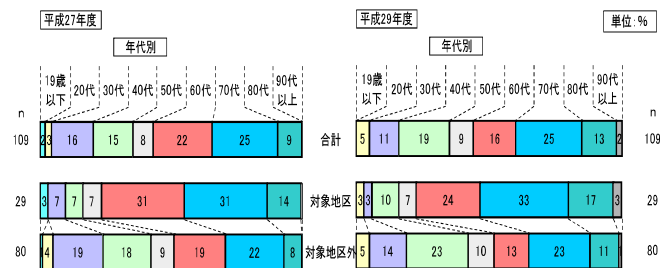 平成27年度
平成29年度
単位:%
年代別
年代別
19歳以下 20代 30代 40代 50代 60代 70代 80代 90代以上
19歳以下 20代 30代 40代 50代 60代 70代 80代 90代以上
n
n
109 2 3 16 15 8 22 25 9 合計 5 11 19 9 16 25 13 2 109
29 3 7 7 7 31 31 14 対象地区 3 3 10 7 24 33 17 3 29
80 1 4 19 18 9 19 22 8 対象地区外 5 14 23 10 13 23 11 1 80